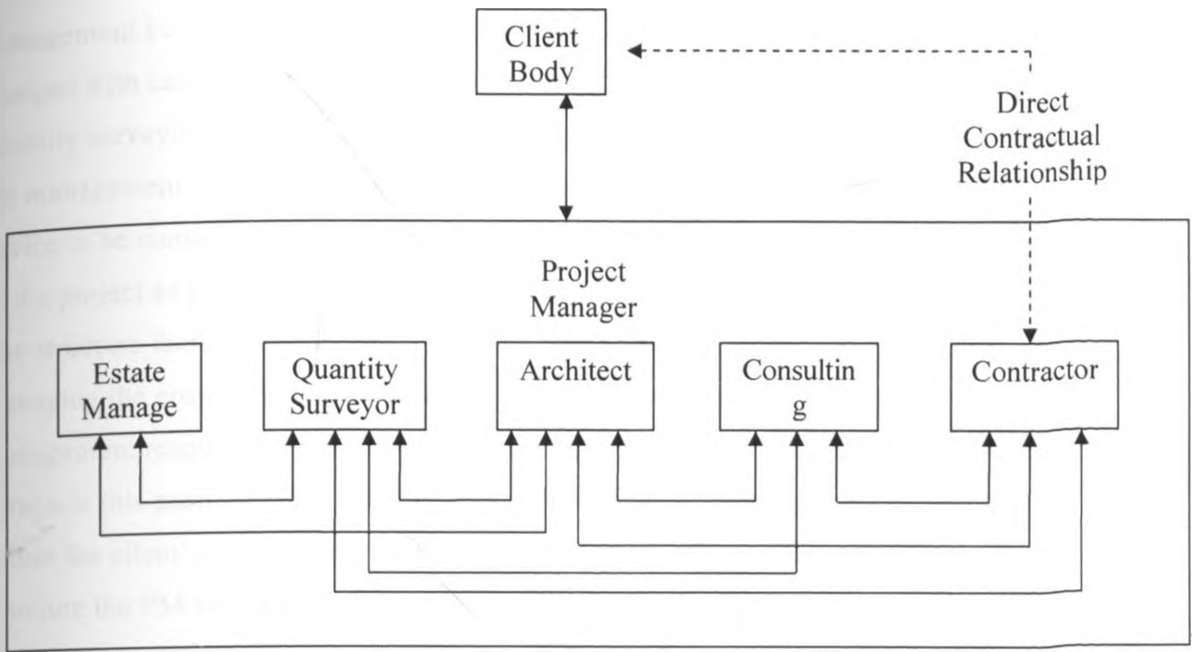 Client
Body
Direct
Contractual
Relationship
Project
Manager
Estate
Manage
Quantity
Surveyor
Architect
Consultin
g
Contractor